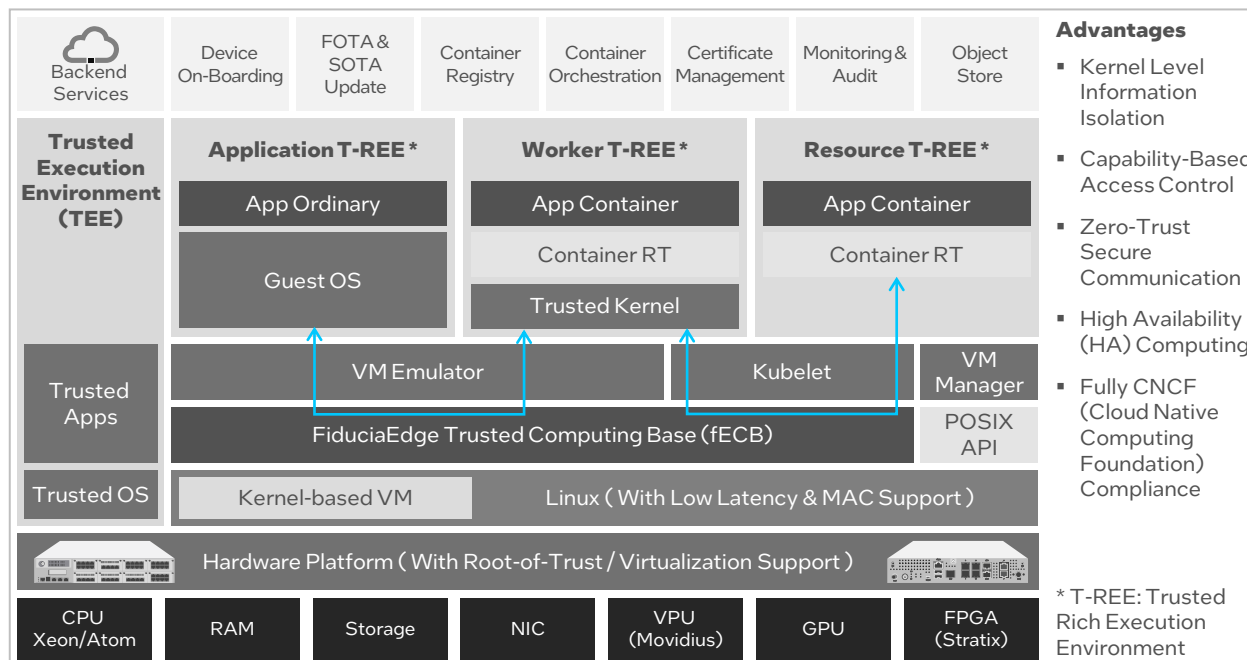 Backend
Services
Device
On-Boarding
FOTA &
SOTA
Update
Container
Registry
Container
Orchestration
Certificate
Management
Monitoring &
Audit
Object
Store
Trusted
Execution
Environment
(TEE)
Application T-REE *
App Ordinary
Guest OS
Worker T-REE *
App Container
Container RT
Trusted Kernel
Resource T-REE *
App Container
Container RT
Trusted
Apps
VM Emulator
Kubelet
VM
Manager
FiduciaEdge Trusted Computing Base (fECB)
POSIX
API
Trusted OS
Kernel-based VM
Linux ( With Low Latency & MAC Support )
Hardware Platform ( With Root-of-Trust / Virtualization Support )
CPU
Xeon/Atom
RAM
Storage
NIC
VPU
(Movidius)
GPU
FPGA
(Stratix)
Advantages
▪ Kernel Level
Information
Isolation
▪ Capability-Based
Access Control
▪ Zero-Trust
Secure
Communication
▪ High Availability
(HA) Computing
▪ Fully CNCF
(Cloud Native
Computing
Foundation)
Compliance
* T-REE: Trusted
Rich Execution
Environment